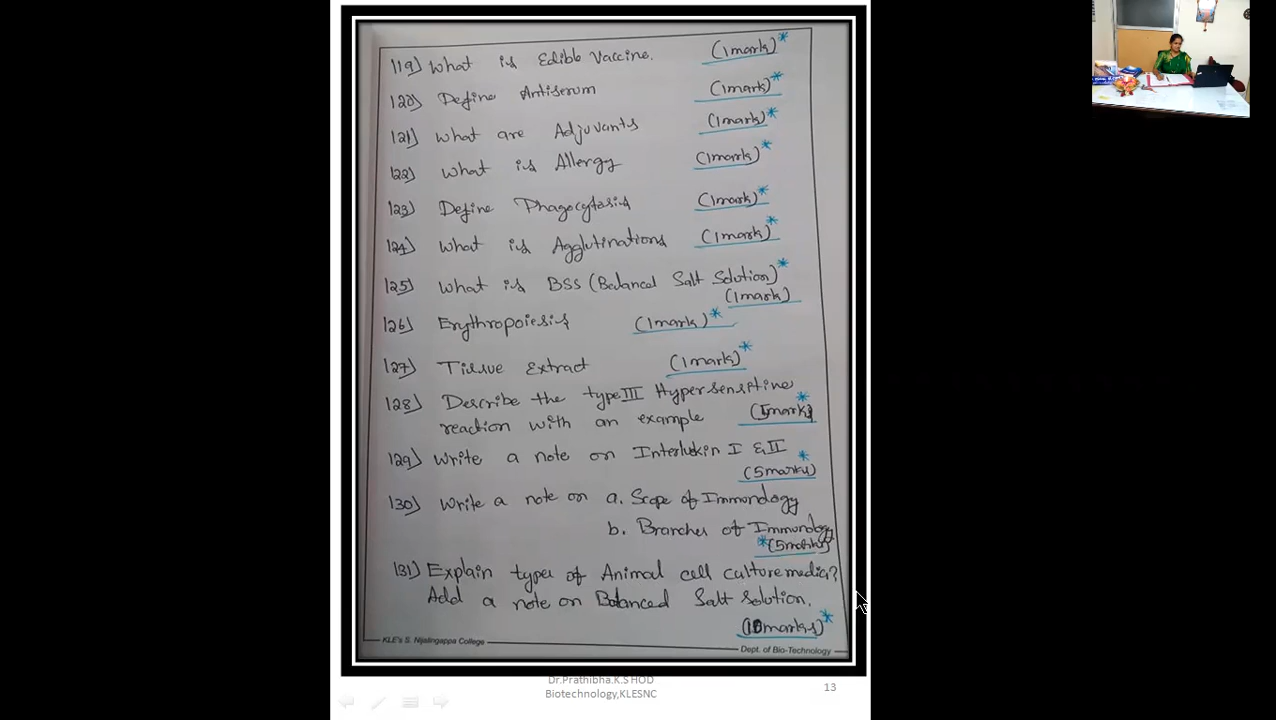 119) What is Edible Vaccine. (1mark)*
120) Define Antiserum (1mark)*
121) What are Adjuvants (1mark)*
122) What is Allergy (1mark)*
123) Define Phagocytosis (1mark)*
124) What is Agglutinations (1mark)*
125) What is BSS (Balanced Salt Solution)*
(1mark)
126) Erythropoiesis (1mark)*
127) Tissue Extract (1mark)*
128) Describe the type III Hypersensitine
reaction with an example (5marks)*
129) Write a note on Interlukin I & II
(5marks)*
130) Write a note on a. Scope of Immunology
b. Branches of Immunology
*(5marks)
131) Explain types of Animal cell culture media?
Add a note on Balanced Salt Solution.
(10marks)*
KLE's S. Nijalingappa College
Dept. of Bio-Technology
Dr.Prathibha.K.S HOD
Biotechnology,KLESNC
13